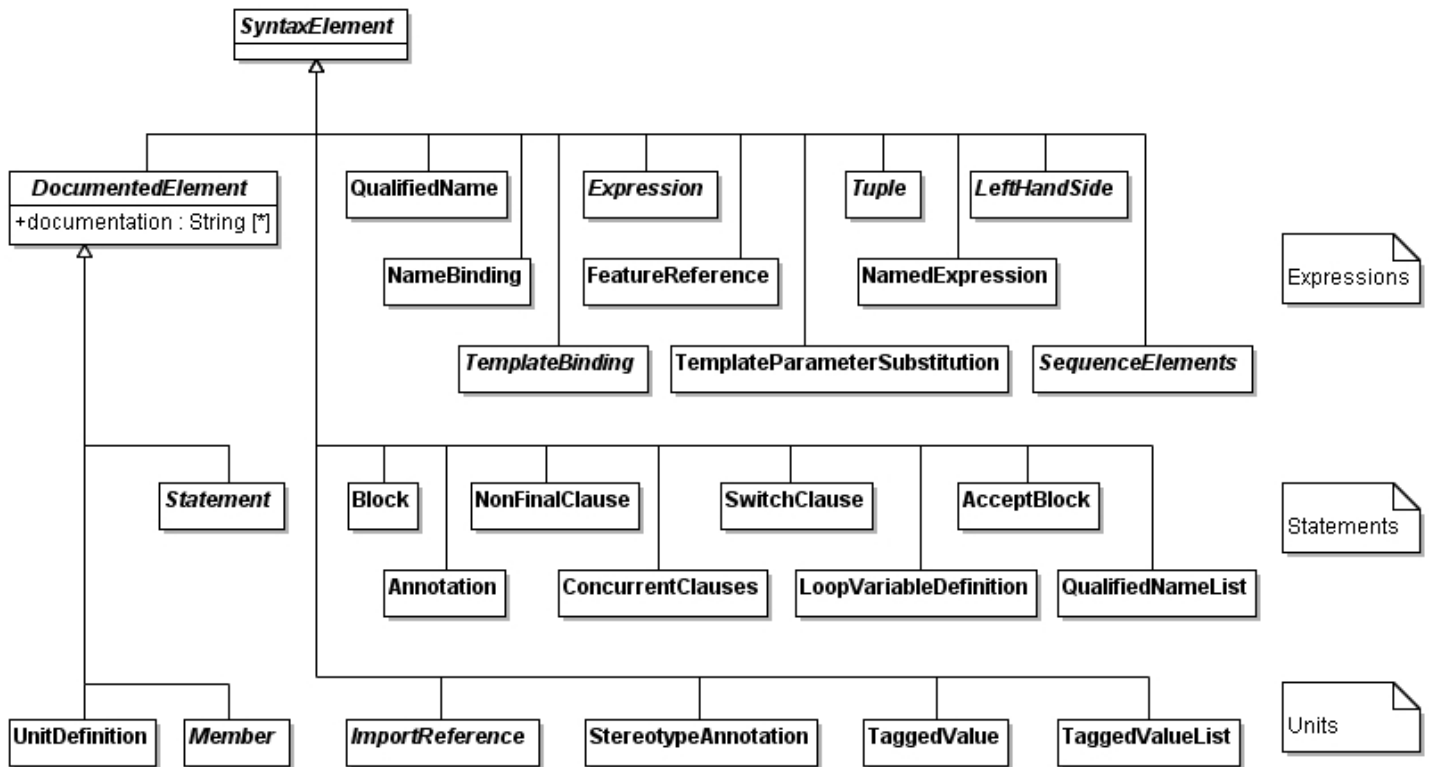 SyntaxElement
DocumentedElement
+documentation : String [*]
QualifiedName
Expression
Tuple
LeftHandSide
NameBinding
FeatureReference
NamedExpression
Expressions
TemplateBinding
TemplateParameterSubstitution
SequenceElements
Statement
Block
NonFinalClause
SwitchClause
AcceptBlock
Statements
Annotation
ConcurrentClauses
LoopVariableDefinition
QualifiedNameList
UnitDefinition
Member
ImportReference
StereotypeAnnotation
TaggedValue
TaggedValueList
Units